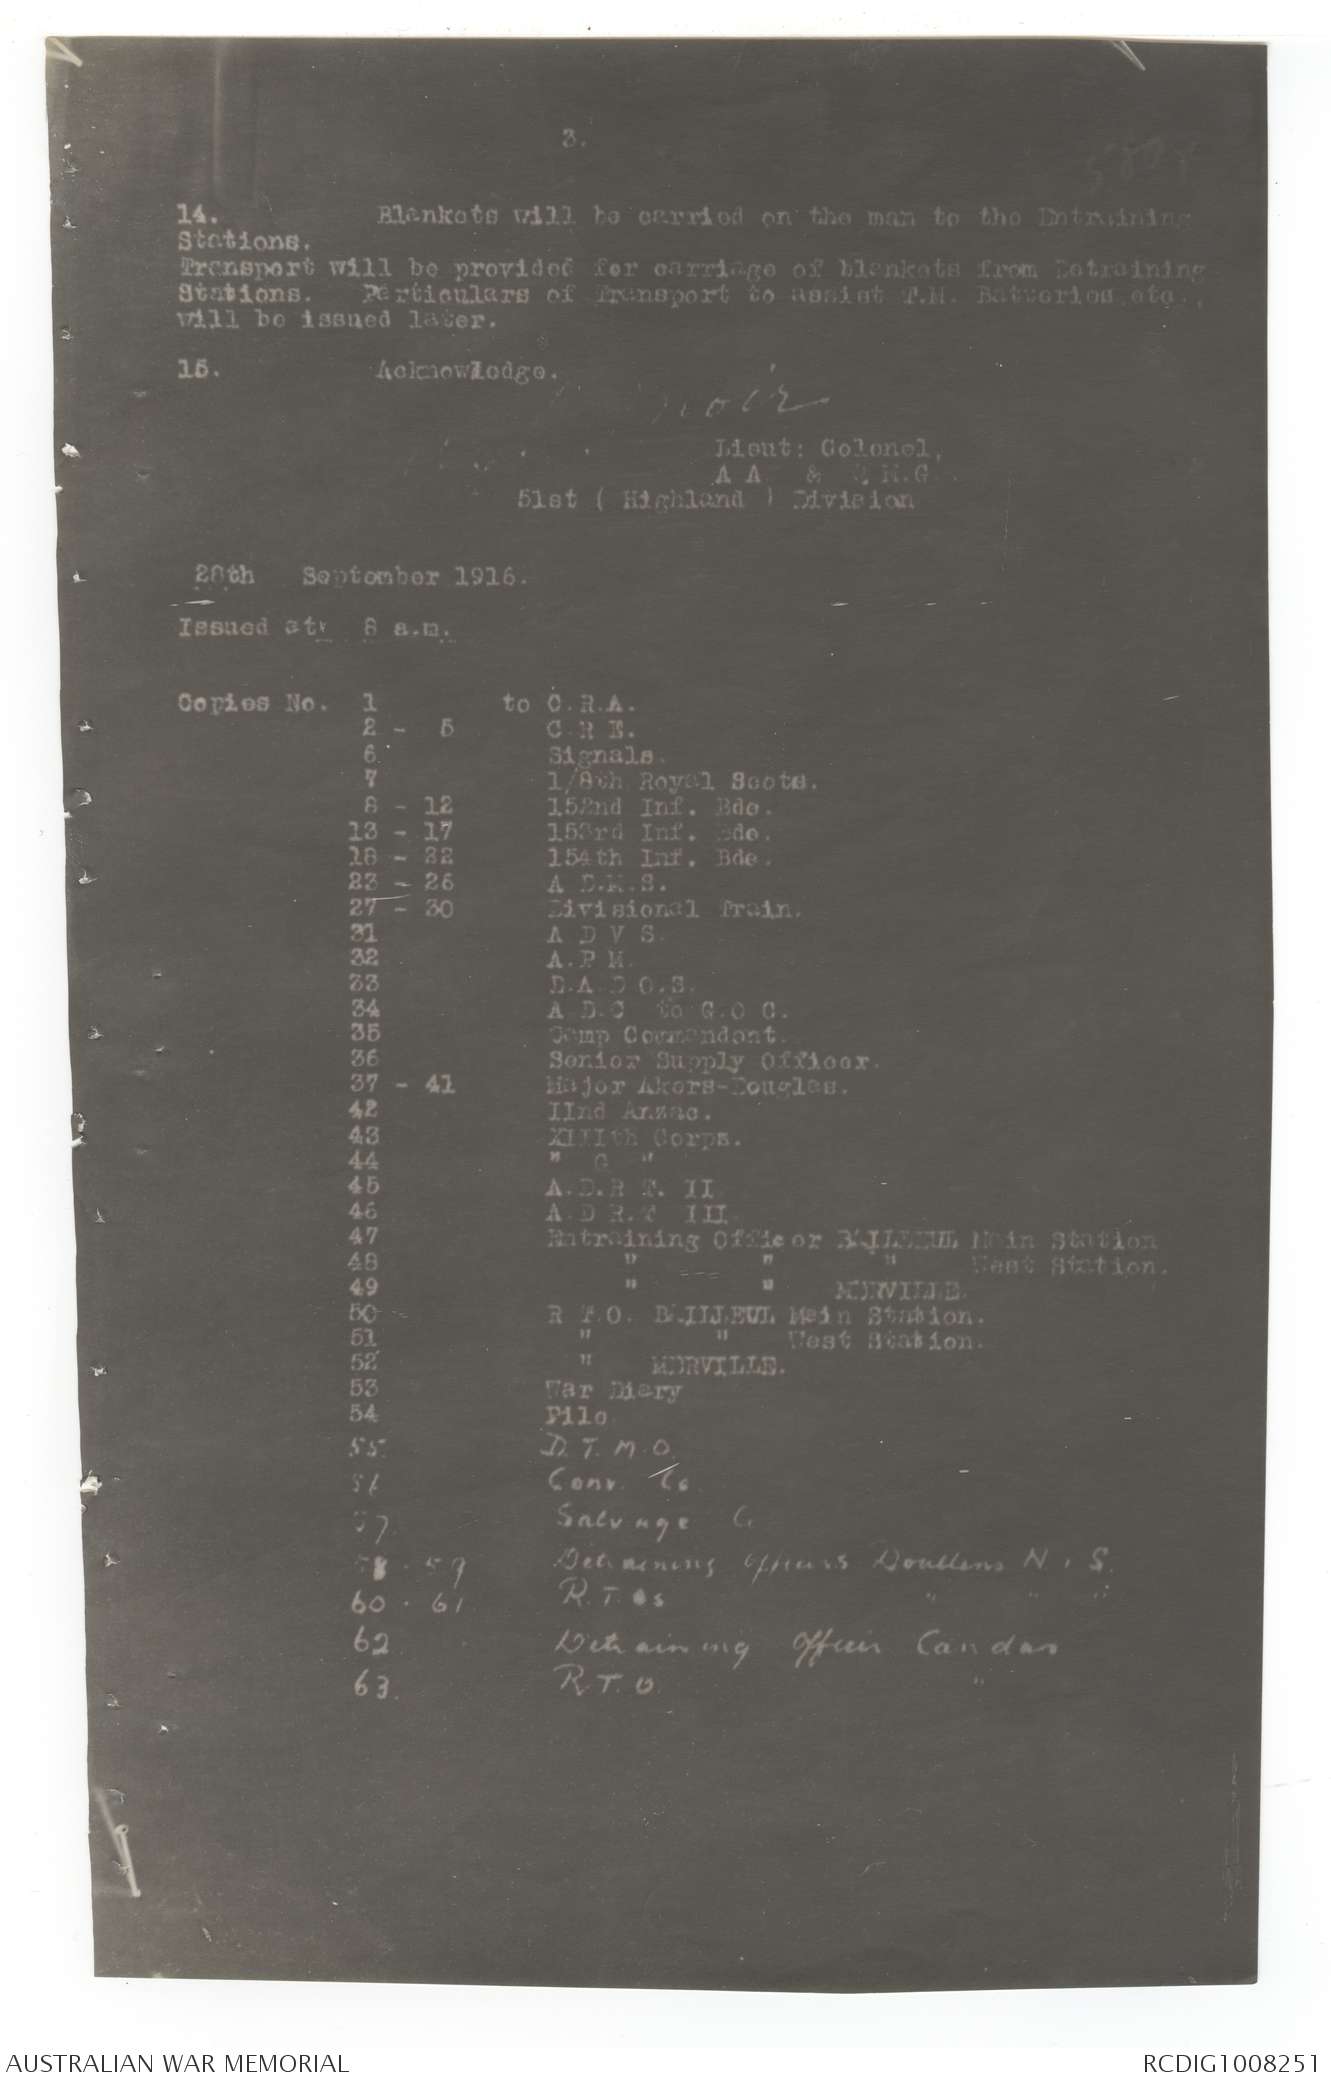 3.
14. Blankets will be carried on the man to the Entraining
Stations.
Transport will be provided for carriage of blankets from Detraining
Stations. Particulars of Transport to assist T.M. Batteries, etc.,
will be issued later.
15. Acknowledge.
Lieut: Colonel,
A A & Q M.G.
51st ( Highland ) Division
28th September 1916.
Issued at 8 a.m.
Copies No. 1 to C.R.A.
2 - 5 C R E.
6 Signals.
7 1/8th Royal Scots.
8 - 12 152nd Inf. Bde.
13 - 17 153rd Inf. Bde.
18 - 22 154th Inf. Bde.
23 - 26 A D.M.S.
27 - 30 Divisional Train.
31 A D V S.
32 A.P M.
33 D.A D O.S.
34 A D.C to G.O C.
35 Camp Commandant.
36 Senior Supply Officer.
37 - 41 Major Akers-Douglas.
42 IInd Anzac.
43 XIIIth Corps.
44 " G "
45 A.D.R T. II
46 A D R.T III.
47 Entraining Officer BAILLEUL Main Station
48 " " " West Station.
49 " " MERVILLE.
50 R T.O. BAILLEUL Main Station.
51 " " West Station.
52 " MERVILLE.
53 War Diary
54 File
55. D.T.M.O.
56 Conv. Co
57. Salvage Co
58 . 59 Detraining Officers Doullens N . S.
60 . 61 R.T.Os " " "
62 Detraining Officer Candas
63. R.T.O. "
AUSTRALIAN WAR MEMORIAL
RCDIG1008251